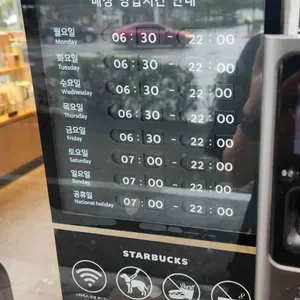 매장 영업시간 안내
월요일 06 : 30 - 22 : 00
Monday
화요일 06 : 30 - 22 : 00
Tuesday
수요일 06 : 30 - 22 : 00
Wednesday
목요일 06 : 30 - 22 : 00
Thursday
금요일 06 : 30 - 22 : 00
Friday
토요일 07 : 00 - 22 : 00
Saturday
일요일 07 : 00 - 22 : 00
Sunday
공휴일 07 : 00 - 22 : 00
National holiday
STARBUCKS